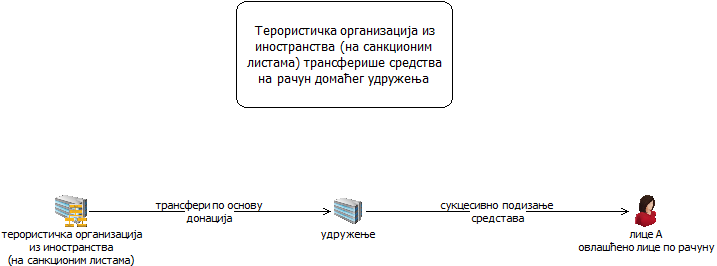 Терористичка организација из
иностранства (на санкционим
листама) трансферише средства
на рачун домаћег удружења
трансфери по основу
донација
сукцесивно подизање
средстава
терористичка организација
из иностранства
(на санкционим листама)
удружење
лице А
овлашћено лице по рачуну